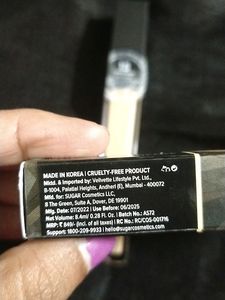 MADE IN KOREA | CRUELTY-FREE PRODUCT
Mktd. & Imported by: Vellvette Lifestyle Pvt. Ltd.,
B-1004, Palatial Heights, Andheri (E), Mumbai - 400072
Mfd. for: SUGAR Cosmetics LLC,
8 The Green, Suite A, Dover, DE 19901
Mfg. Date: 07/2022 | Use Before: 06/2025
Volume: 8.4ml/ 0.28 Fl. Oz. | Batch No.: AS72
MRP: ₹ 849/- (Incl. of all taxes) | RC No.: RC/COS-001716
Support: 1800-209-9933 | hello@sugarcosmetics.com